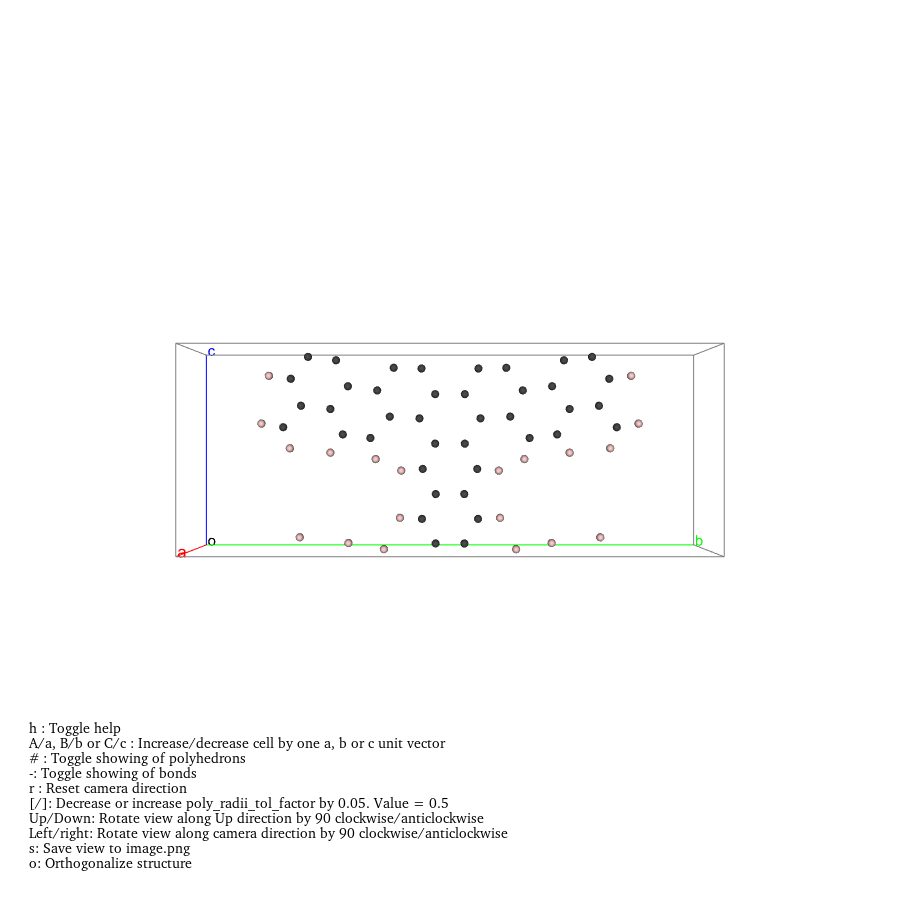 c
o
a
b
h : Toggle help
A/a, B/b or C/c : Increase/decrease cell by one a, b or c unit vector
# : Toggle showing of polyhedrons
-: Toggle showing of bonds
r : Reset camera direction
[/]: Decrease or increase poly_radii_tol_factor by 0.05. Value = 0.5
Up/Down: Rotate view along Up direction by 90 clockwise/anticlockwise
Left/right: Rotate view along camera direction by 90 clockwise/anticlockwise
s: Save view to image.png
o: Orthogonalize structure